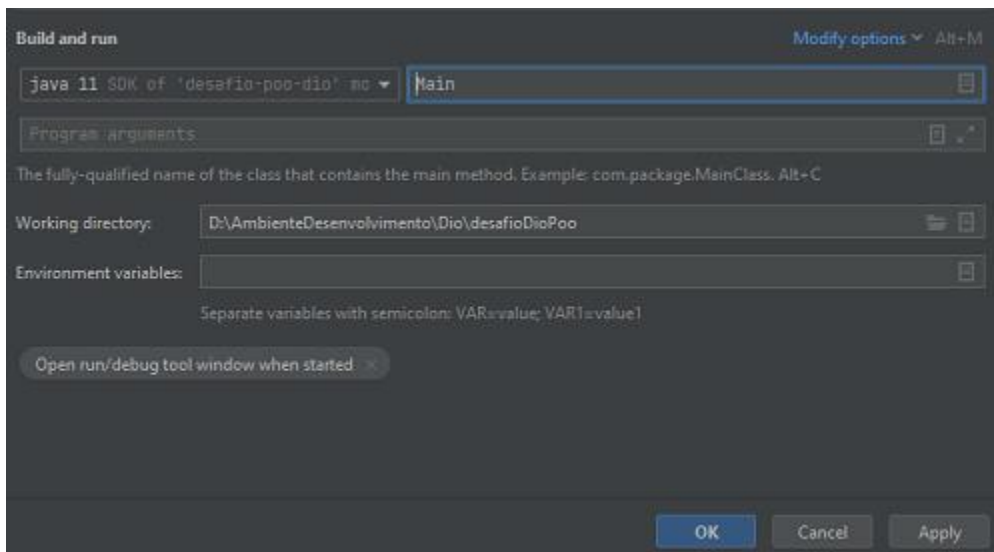 Build and run
Modify options Alt+M
java 11 SDK of 'desafio-poo-dio' mo Main
Program arguments
The fully-qualified name of the class that contains the main method. Example: com.package.MainClass. Alt+C
Working directory: D:\AmbienteDesenvolvimento\Dio\desafioDioPoo
Environment variables:
Separate variables with semicolon: VAR=value; VAR1=value1
Open run/debug tool window when started ×
OK Cancel Apply